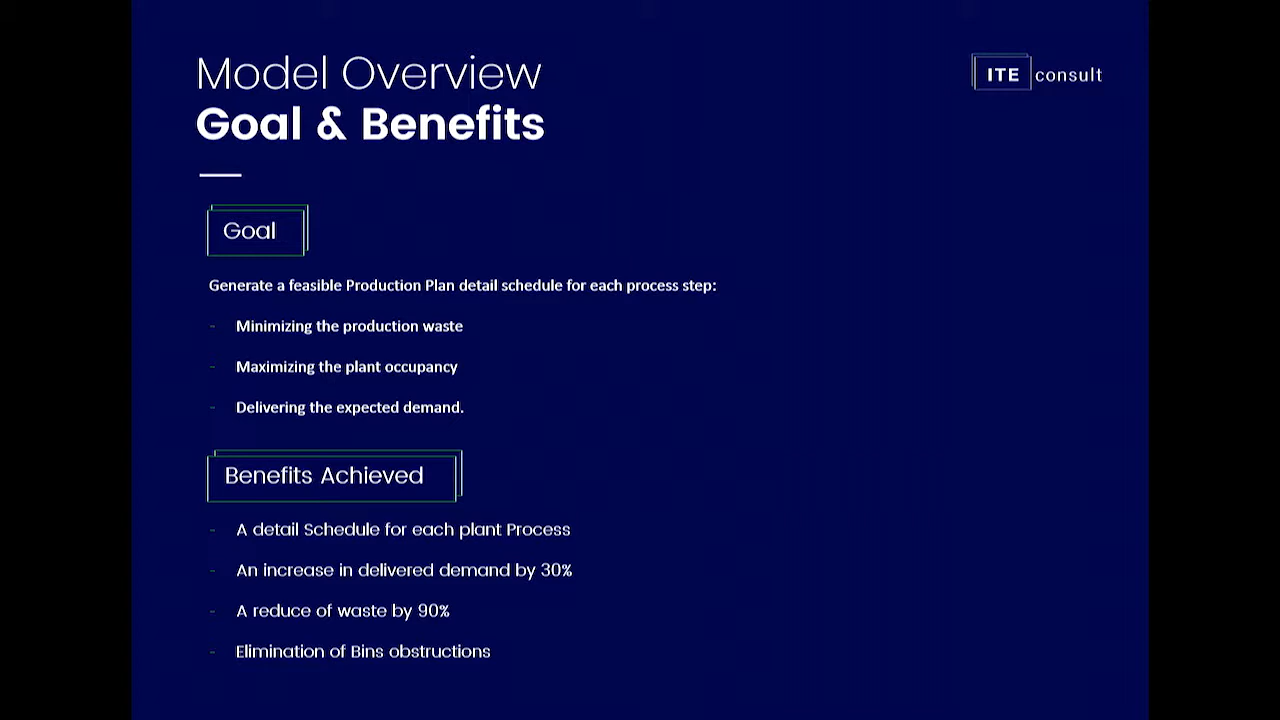 Model Overview
Goal & Benefits
ITE consult
Goal
Generate a feasible Production Plan detail schedule for each process step:
- Minimizing the production waste
- Maximizing the plant occupancy
- Delivering the expected demand.
Benefits Achieved
- A detail Schedule for each plant Process
- An increase in delivered demand by 30%
- A reduce of waste by 90%
- Elimination of Bins obstructions